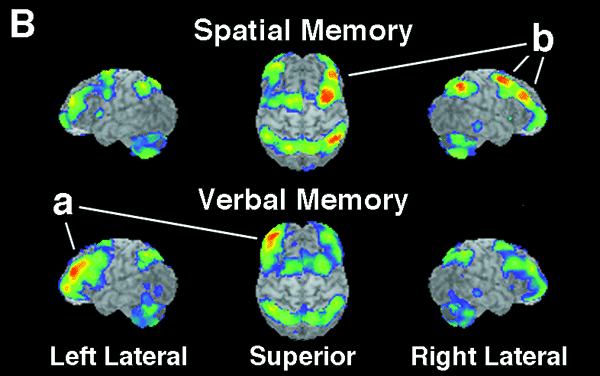 B
Spatial Memory
b
Verbal Memory
a
Left Lateral
Superior
Right Lateral